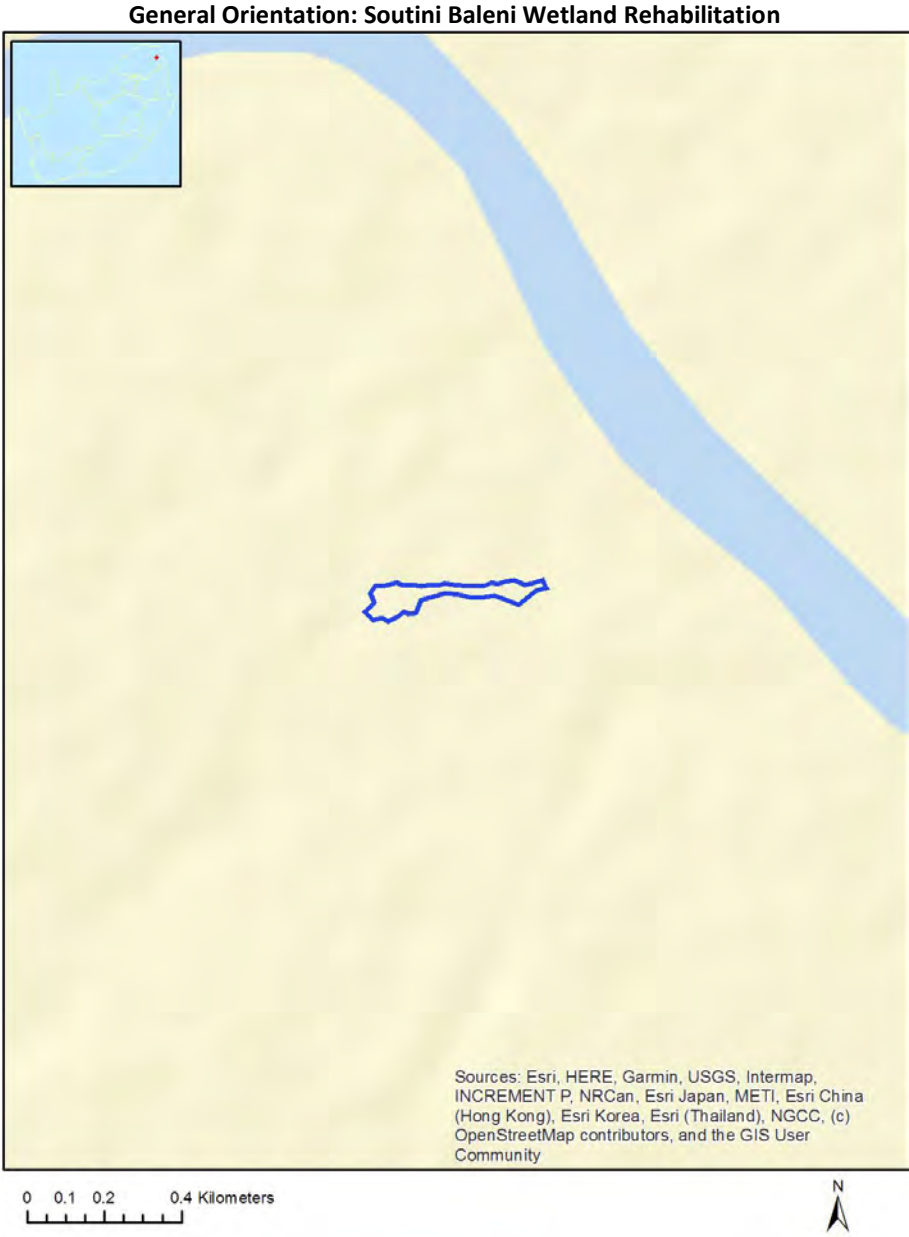 General Orientation: Soutini Baleni Wetland Rehabilitation
Sources: Esri, HERE, Garmin, USGS, Intermap,
INCREMENT P, NRCan, Esri Japan, METI, Esri China
(Hong Kong), Esri Korea, Esri (Thailand), NGCC, (c)
OpenStreetMap contributors, and the GIS User
Community
0 0.1 0.2 0.4 Kilometers
N